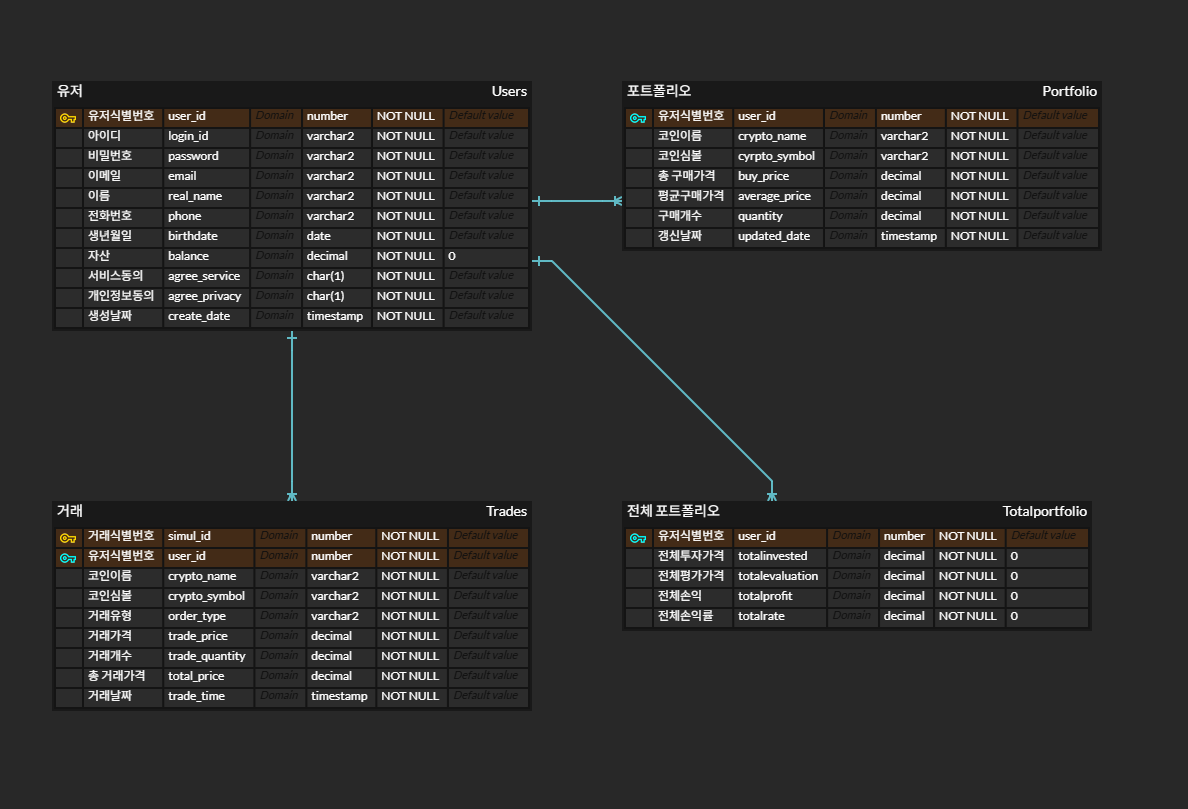 유저 Users
유저식별번호 user_id Domain number NOT NULL Default value
아이디 login_id Domain varchar2 NOT NULL Default value
비밀번호 password Domain varchar2 NOT NULL Default value
이메일 email Domain varchar2 NOT NULL Default value
이름 real_name Domain varchar2 NOT NULL Default value
전화번호 phone Domain varchar2 NOT NULL Default value
생년월일 birthdate Domain date NOT NULL Default value
자산 balance Domain decimal NOT NULL 0
서비스동의 agree_service Domain char(1) NOT NULL Default value
개인정보동의 agree_privacy Domain char(1) NOT NULL Default value
생성날짜 create_date Domain timestamp NOT NULL Default value
포트폴리오 Portfolio
유저식별번호 user_id Domain number NOT NULL Default value
코인이름 crypto_name Domain varchar2 NOT NULL Default value
코인심볼 cyrpto_symbol Domain varchar2 NOT NULL Default value
총 구매가격 buy_price Domain decimal NOT NULL Default value
평균구매가격 average_price Domain decimal NOT NULL Default value
구매개수 quantity Domain decimal NOT NULL Default value
갱신날짜 updated_date Domain timestamp NOT NULL Default value
거래 Trades
거래식별번호 simul_id Domain number NOT NULL Default value
유저식별번호 user_id Domain number NOT NULL Default value
코인이름 crypto_name Domain varchar2 NOT NULL Default value
코인심볼 crypto_symbol Domain varchar2 NOT NULL Default value
거래유형 order_type Domain varchar2 NOT NULL Default value
거래가격 trade_price Domain decimal NOT NULL Default value
거래개수 trade_quantity Domain decimal NOT NULL Default value
총 거래가격 total_price Domain decimal NOT NULL Default value
거래날짜 trade_time Domain timestamp NOT NULL Default value
전체 포트폴리오 Totalportfolio
유저식별번호 user_id Domain number NOT NULL Default value
전체투자가격 totalinvested Domain decimal NOT NULL 0
전체평가가격 totalevaluation Domain decimal NOT NULL 0
전체손익 totalprofit Domain decimal NOT NULL 0
전체손익률 totalrate Domain decimal NOT NULL 0